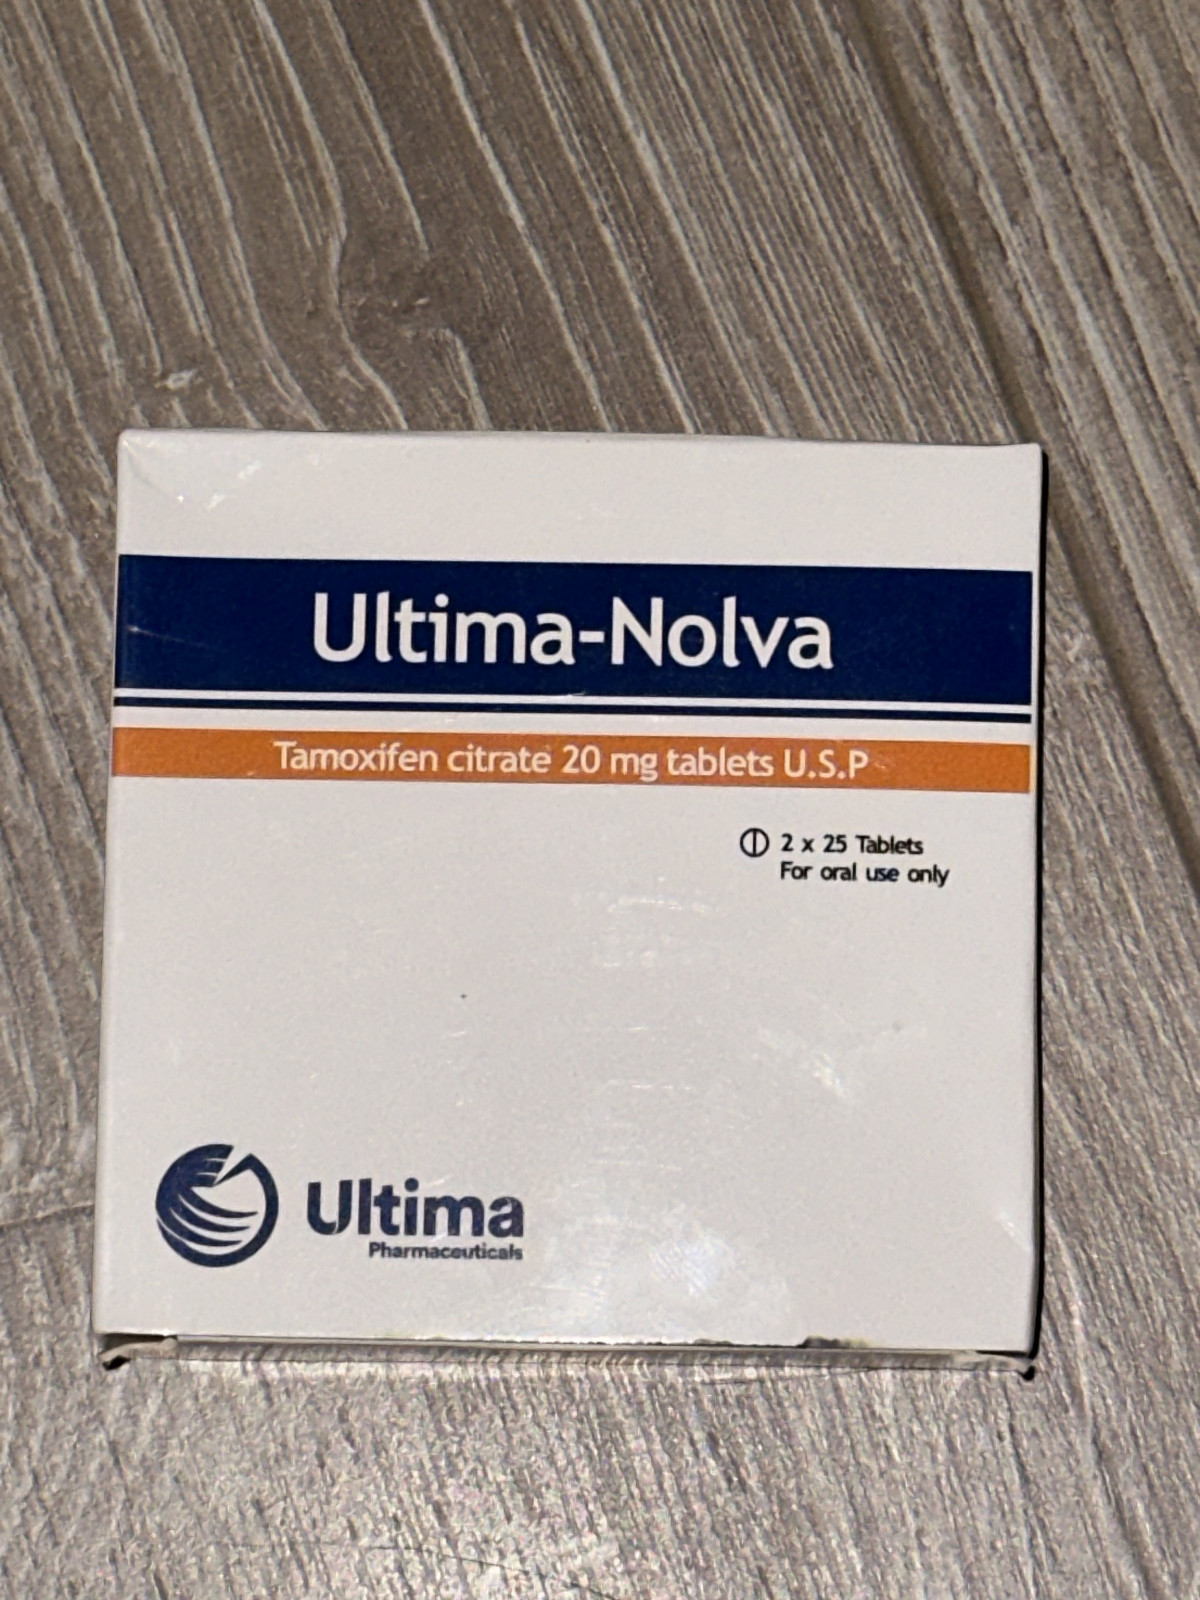 Ultima-Nolva
Tamoxifen citrate 20 mg tablets U.S.P
2 x 25 Tablets
For oral use only
Ultima
Pharmaceuticals